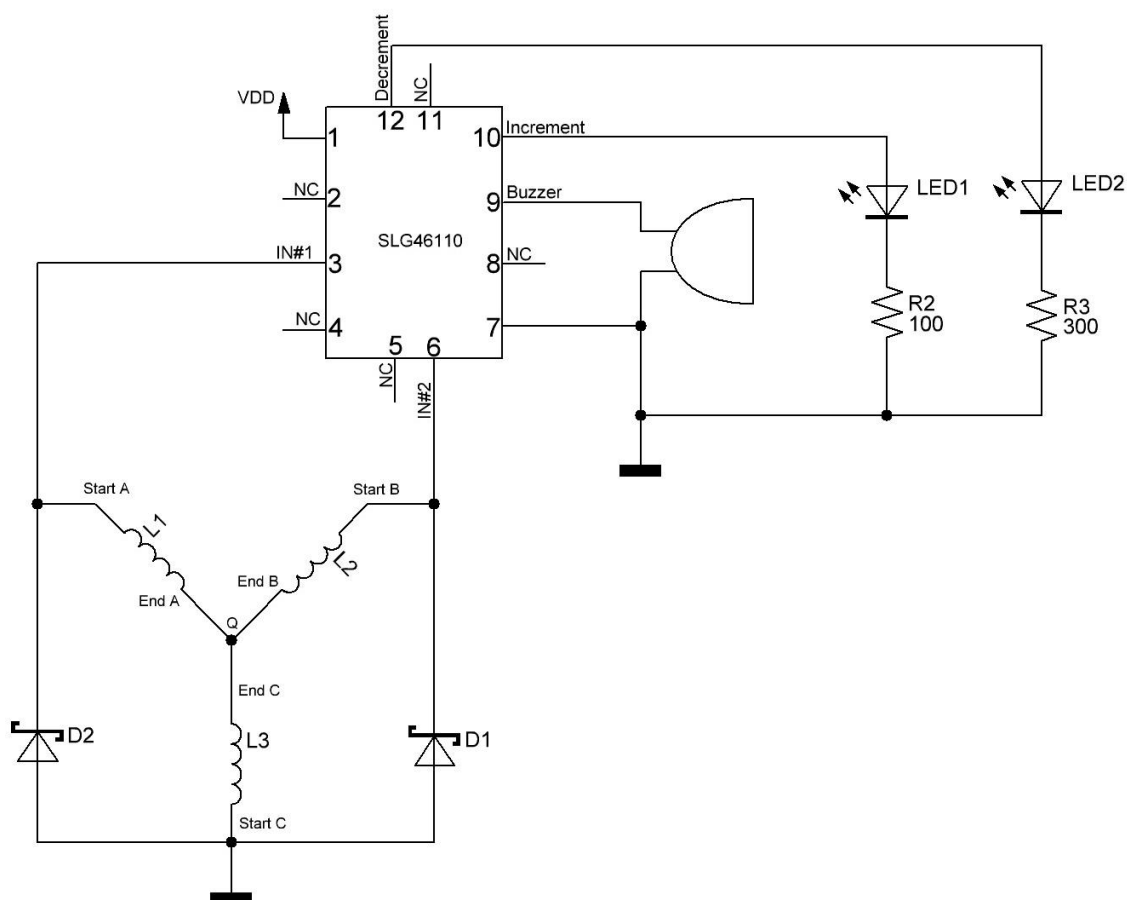 Decrement
NC
VDD
12
11
1
10
Increment
LED1
LED2
NC
2
9
Buzzer
SLG46110
IN#1
3
8
NC
R2
100
R3
300
NC
4
7
5
6
NC
IN#2
Start A
Start B
L1
L2
End A
End B
Q
End C
D2
L3
D1
Start C